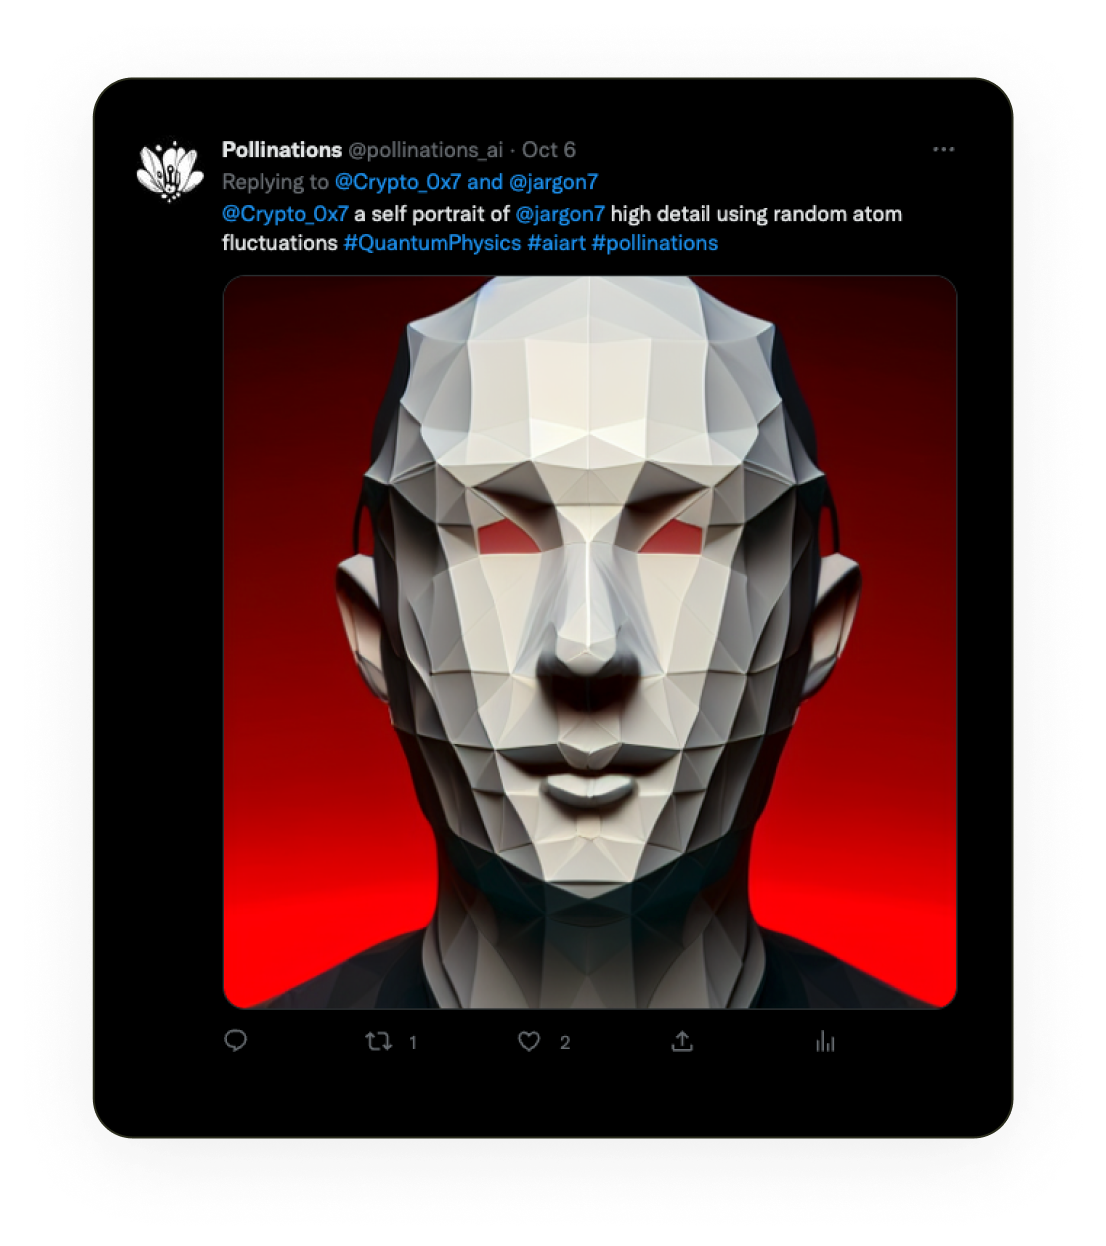 Pollinations @pollinations_ai · Oct 6
Replying to @Crypto_0x7 and @jargon7
@Crypto_0x7 a self portrait of @jargon7 high detail using random atom
fluctuations #QuantumPhysics #aiart #pollinations
1 2